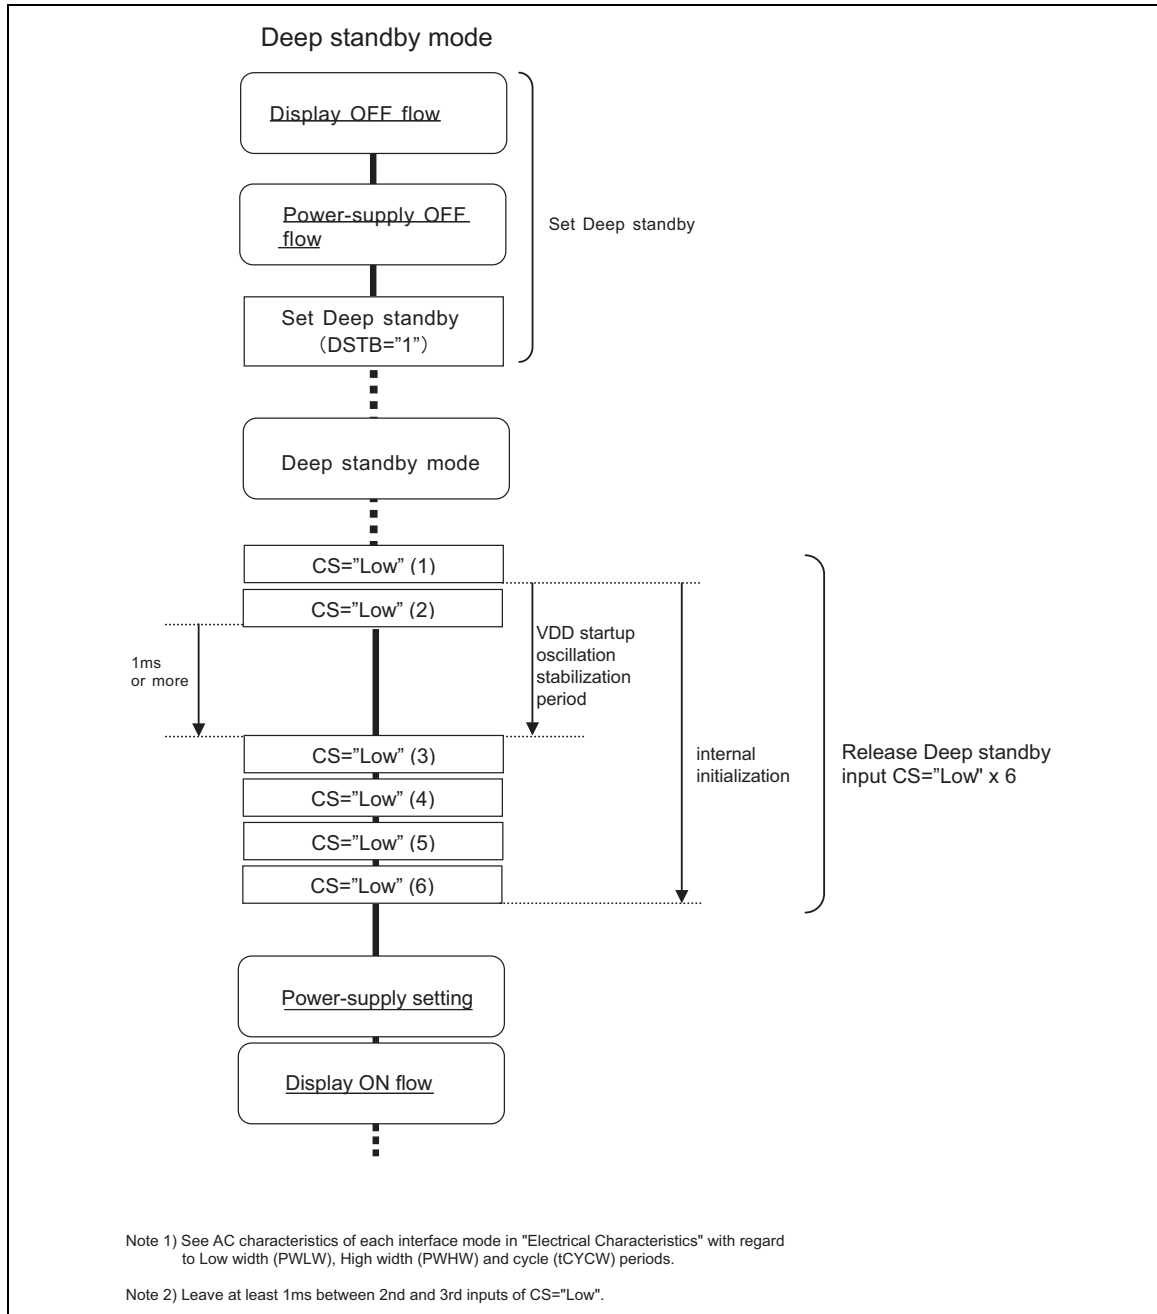 Deep standby mode
Display OFF flow
Power-supply OFF
flow
Set Deep standby
Set Deep standby
（DSTB=”1”）
Deep standby mode
CS=”Low” (1)
CS=”Low” (2)
1ms
or more
VDD startup
oscillation
stabilization
period
CS=”Low” (3)
CS=”Low” (4)
CS=”Low” (5)
CS=”Low” (6)
internal
initialization
Release Deep standby
input CS="Low" x 6
Power-supply setting
Display ON flow
Note 1) See AC characteristics of each interface mode in "Electrical Characteristics" with regard
to Low width (PWLW), High width (PWHW) and cycle (tCYCW) periods.
Note 2) Leave at least 1ms between 2nd and 3rd inputs of CS="Low".